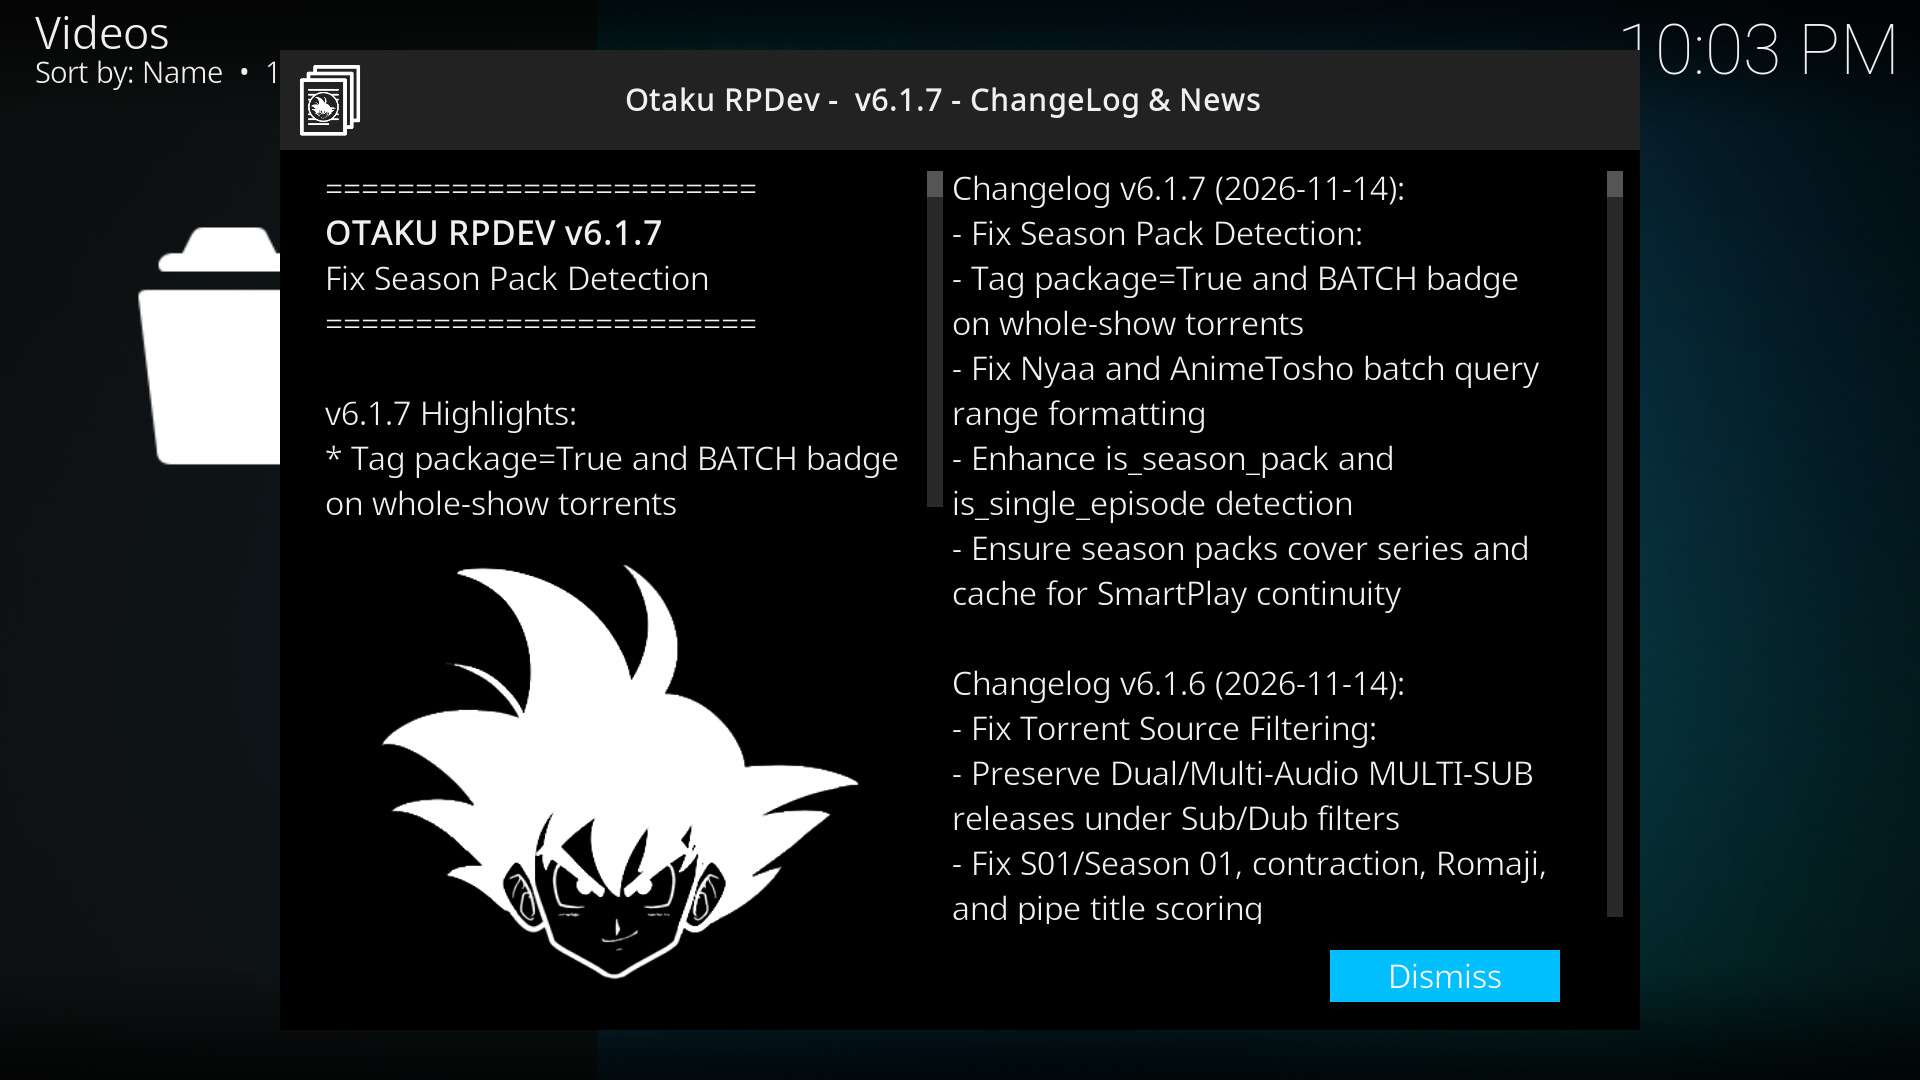 Videos
Sort by: Name • 1
10:03 PM
Otaku RPDev - v6.1.7 - ChangeLog & News
========================
OTAKU RPDEV v6.1.7
Fix Season Pack Detection
========================
v6.1.7 Highlights:
* Tag package=True and BATCH badge
on whole-show torrents
Changelog v6.1.7 (2026-11-14):
- Fix Season Pack Detection:
- Tag package=True and BATCH badge
on whole-show torrents
- Fix Nyaa and AnimeTosho batch query
range formatting
- Enhance is_season_pack and
is_single_episode detection
- Ensure season packs cover series and
cache for SmartPlay continuity
Changelog v6.1.6 (2026-11-14):
- Fix Torrent Source Filtering:
- Preserve Dual/Multi-Audio MULTI-SUB
releases under Sub/Dub filters
- Fix S01/Season 01, contraction, Romaji,
and pipe title scoring
Dismiss